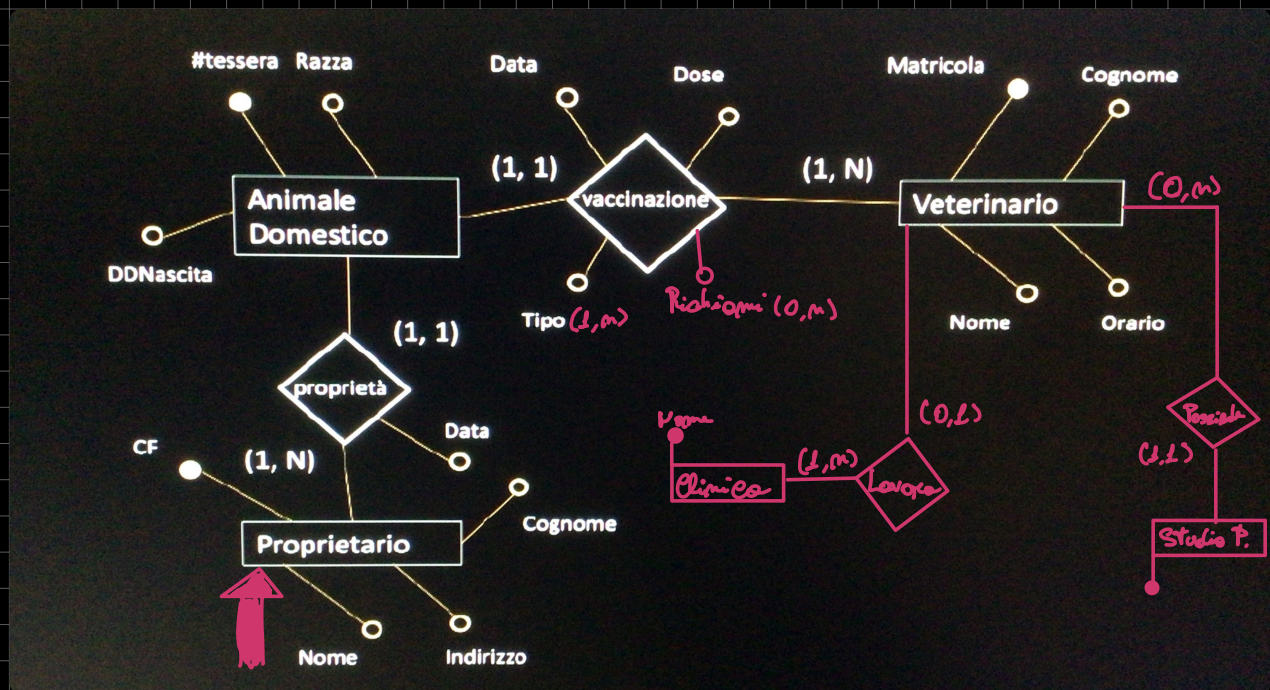 #tessera Razza
Data
Dose
Matricola
Cognome
(1, 1)
(1, N)
(0,n)
Animale
Domestico
vaccinazione
Veterinario
DDNascita
Tipo (1,n)
Richiami (0,n)
Nome
Orario
(1, 1)
proprietà
Data
CF
(1, N)
Cognome
Nome
(0,1)
Possiede
(1,1)
Clinica
(1,n)
Lavora
Proprietario
Studio P.
Nome
Indirizzo